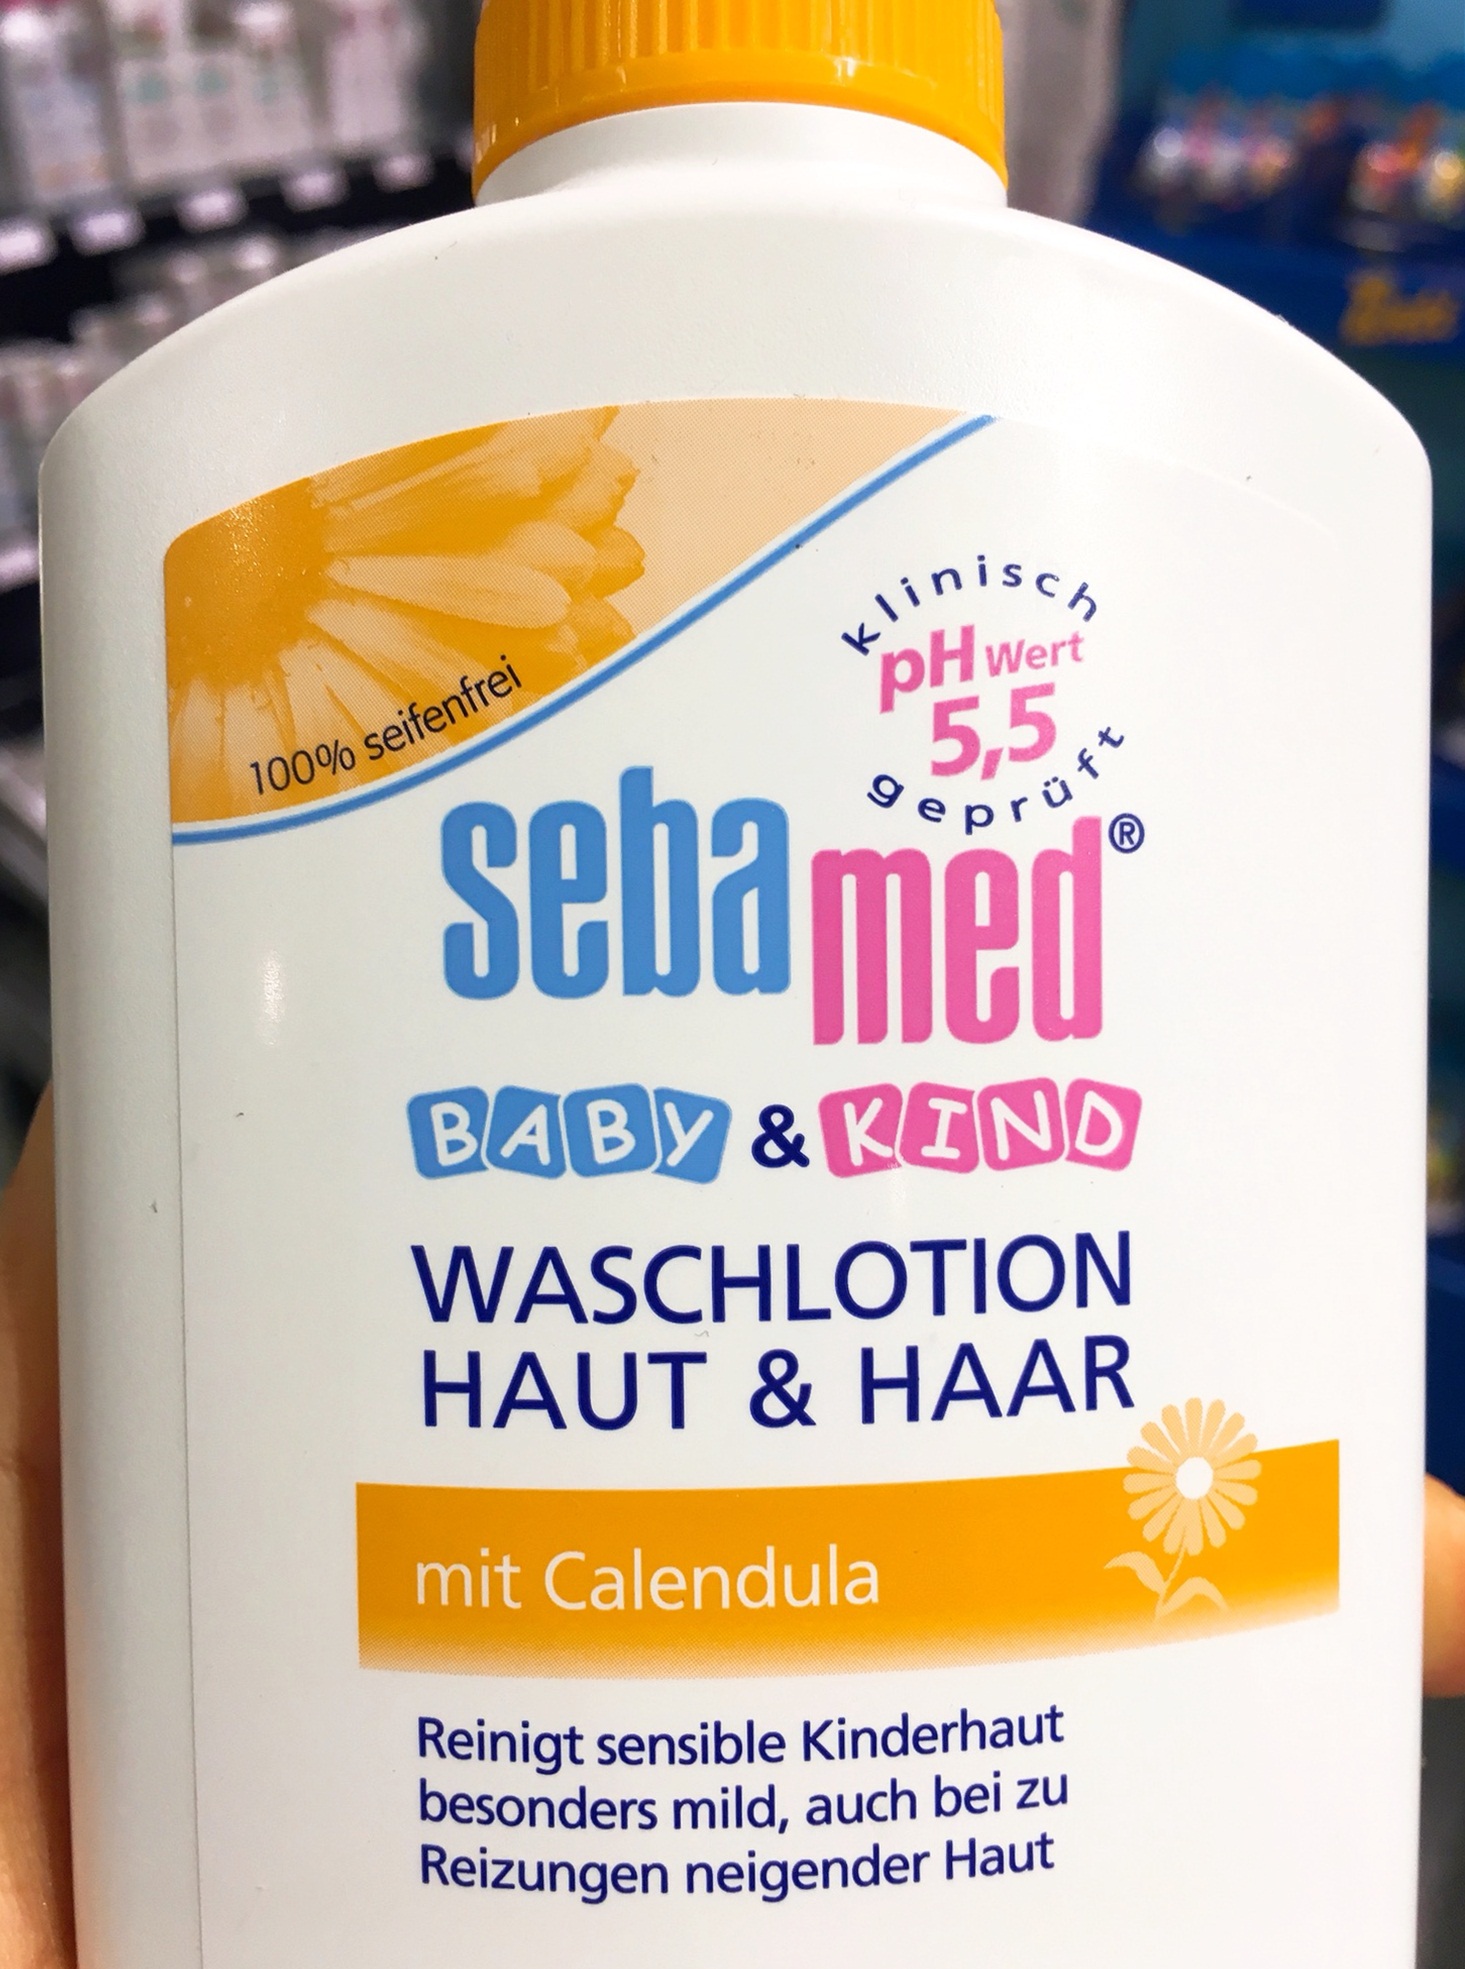 100% seifenfrei
klinisch
pH Wert
5,5
geprüft
sebamed®
BABY & KIND
WASCHLOTION
HAUT & HAAR
mit Calendula
Reinigt sensible Kinderhaut
besonders mild, auch bei zu
Reizungen neigender Haut